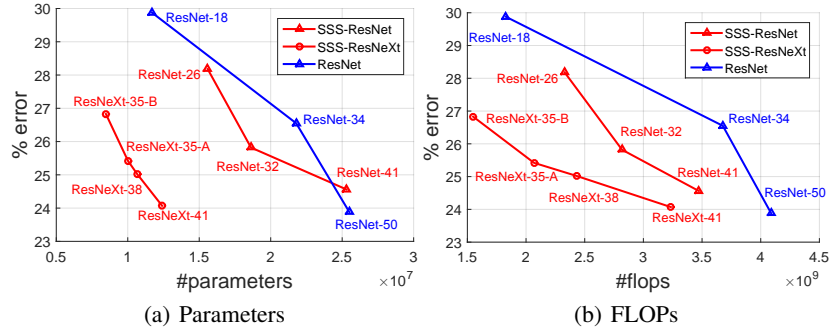 30
29
28
27
26
25
24
23
% error
ResNet-18
SSS-ResNet
SSS-ResNeXt
ResNet
ResNet-26
ResNeXt-35-B
ResNet-34
ResNeXt-35-A
ResNet-32
ResNeXt-38
ResNet-41
ResNeXt-41
ResNet-50
0.5 1 1.5 2 2.5 3
#parameters ×10^7
(a) Parameters
30
29
28
27
26
25
24
23
% error
SSS-ResNet
SSS-ResNeXt
ResNet
ResNet-18
ResNet-26
ResNeXt-35-B
ResNet-34
ResNet-32
ResNeXt-35-A
ResNet-41
ResNeXt-38
ResNet-50
ResNeXt-41
1.5 2 2.5 3 3.5 4 4.5
#flops ×10^9
(b) FLOPs